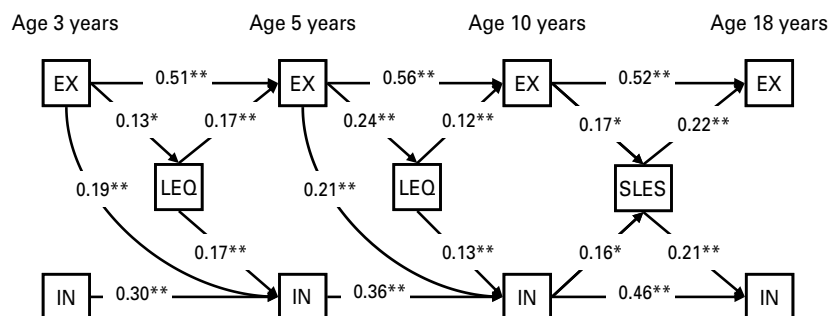 Age 3 years Age 5 years Age 10 years Age 18 years
EX 0.51** EX 0.56** EX 0.52** EX
0.13* 0.17** 0.24** 0.12** 0.17* 0.22**
0.19** LEQ 0.21** LEQ SLES
0.17** 0.13** 0.16* 0.21**
IN 0.30** IN 0.36** IN 0.46** IN